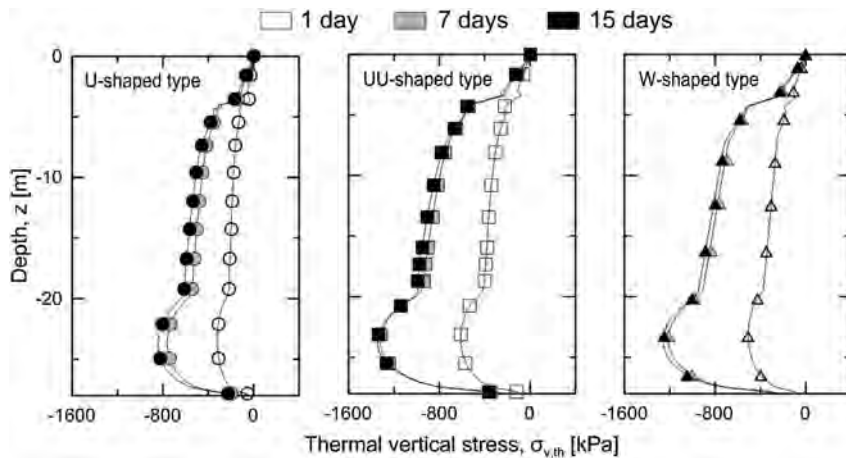 1 day 7 days 15 days
U-shaped type
UU-shaped type
W-shaped type
0
-10
-20
Depth, z [m]
-1600 -800 0 -1600 -800 0 -1600 -800 0
Thermal vertical stress, σv,th [kPa]